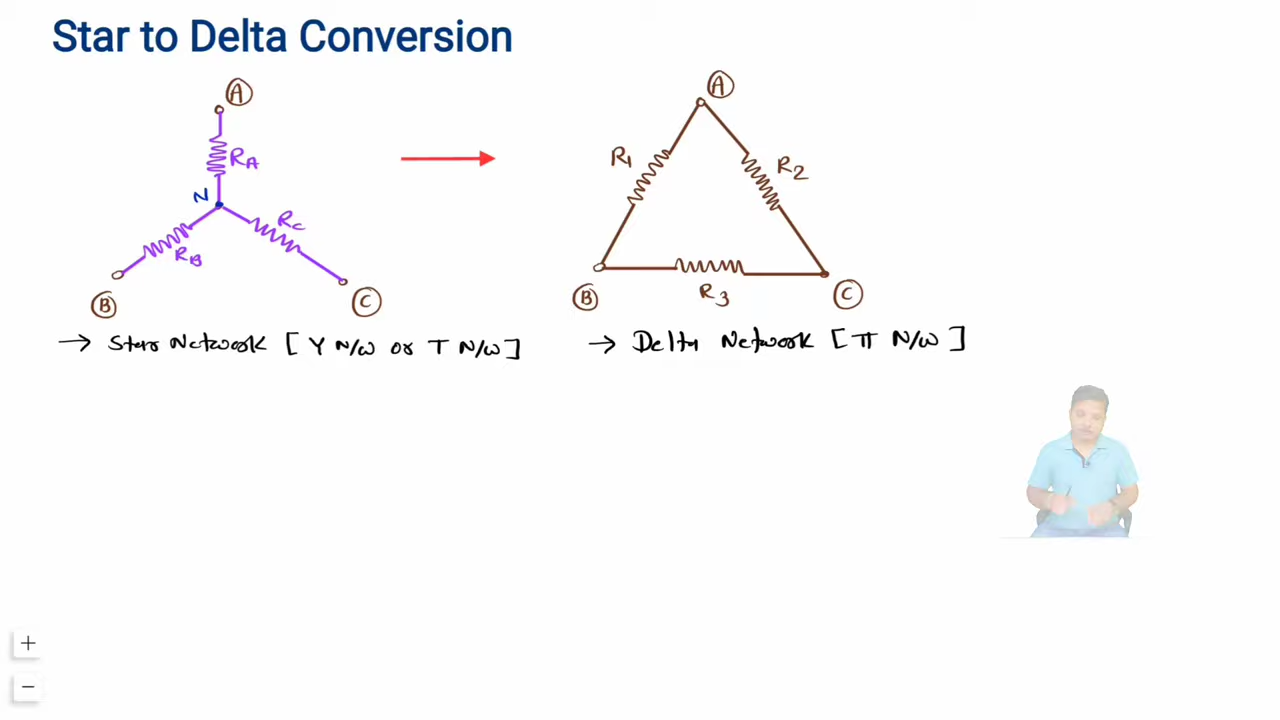 Star to Delta Conversion
A
RA
N
RC
RB
B
C
→ Star Network [ Y N/W or T N/W ]
A
R1
R2
R3
B
C
→ Delta Network [ π N/W ]
+
−